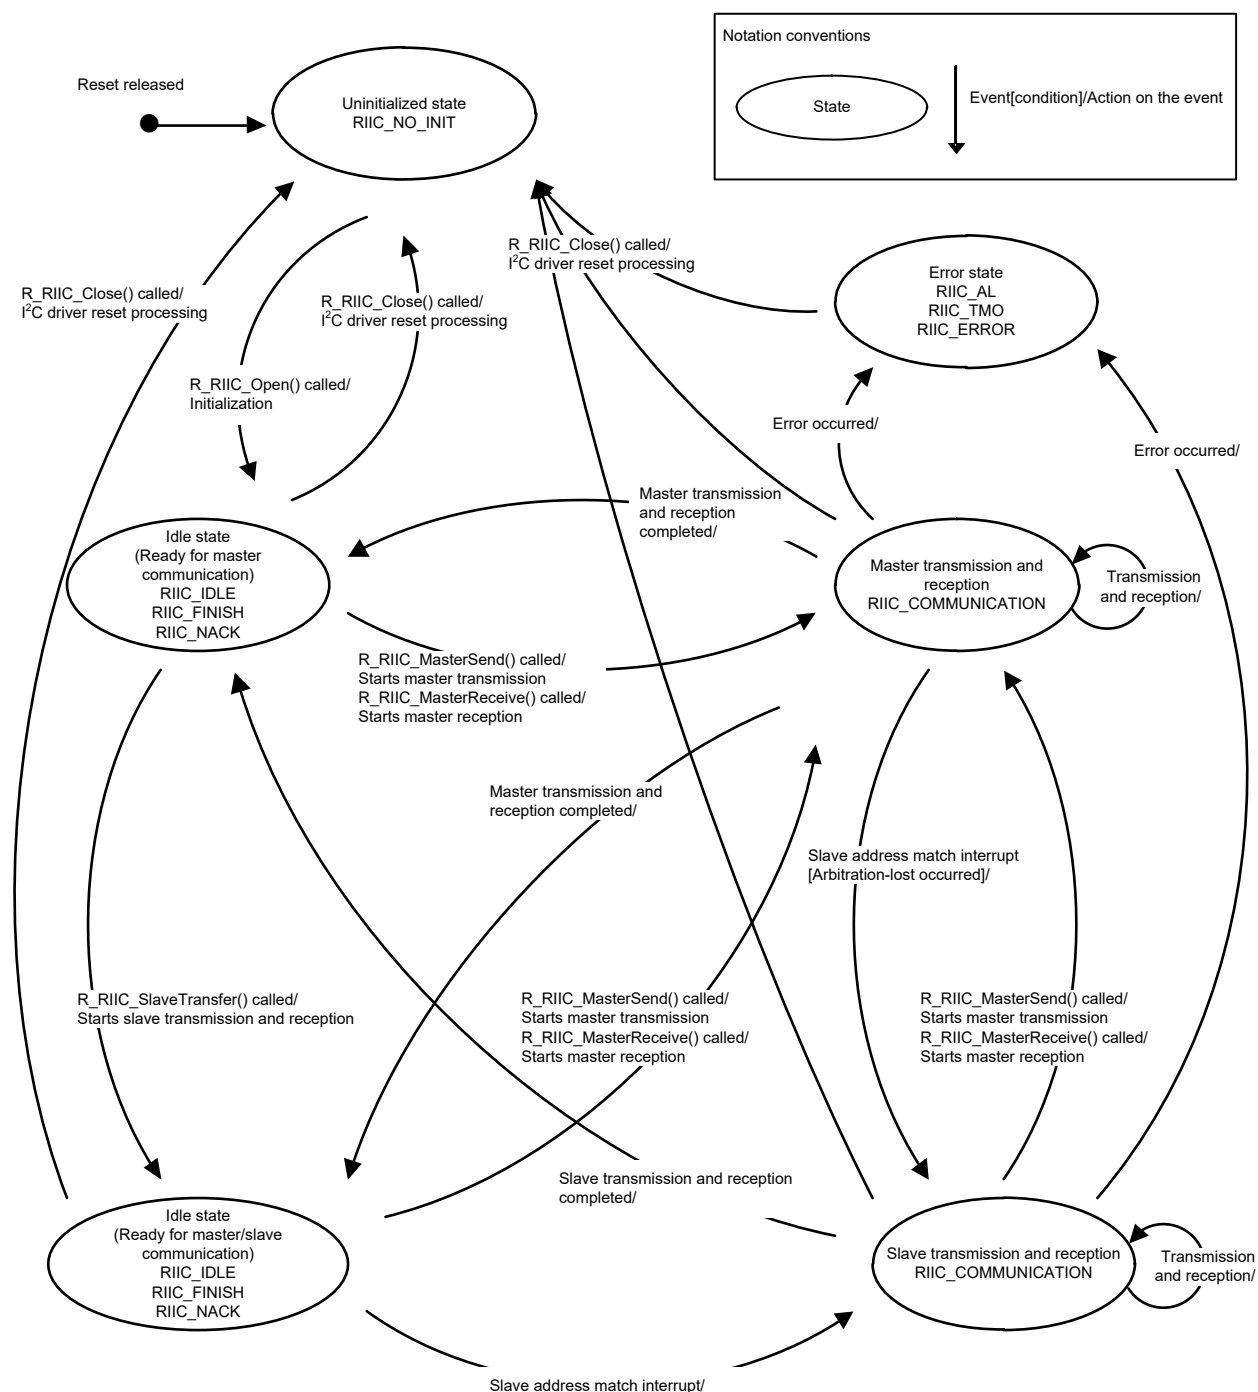 Notation conventions
Reset released
Uninitialized state
RIIC_NO_INIT
State
Event[condition]/Action on the event
R_RIIC_Close() called/
I²C driver reset processing
Error state
RIIC_AL
RIIC_TMO
RIIC_ERROR
R_RIIC_Close() called/
I²C driver reset processing
R_RIIC_Close() called/
I²C driver reset processing
R_RIIC_Open() called/
Initialization
Error occurred/
Error occurred/
Master transmission
and reception
completed/
Idle state
(Ready for master
communication)
RIIC_IDLE
RIIC_FINISH
RIIC_NACK
Master transmission and
reception
RIIC_COMMUNICATION
Transmission
and reception/
R_RIIC_MasterSend() called/
Starts master transmission
R_RIIC_MasterReceive() called/
Starts master reception
Master transmission and
reception completed/
Slave address match interrupt
[Arbitration-lost occurred]/
R_RIIC_SlaveTransfer() called/
Starts slave transmission and reception
R_RIIC_MasterSend() called/
Starts master transmission
R_RIIC_MasterReceive() called/
Starts master reception
R_RIIC_MasterSend() called/
Starts master transmission
R_RIIC_MasterReceive() called/
Starts master reception
Slave transmission and reception
completed/
Idle state
(Ready for master/slave
communication)
RIIC_IDLE
RIIC_FINISH
RIIC_NACK
Slave transmission and reception
RIIC_COMMUNICATION
Transmission
and reception/
Slave address match interrupt/